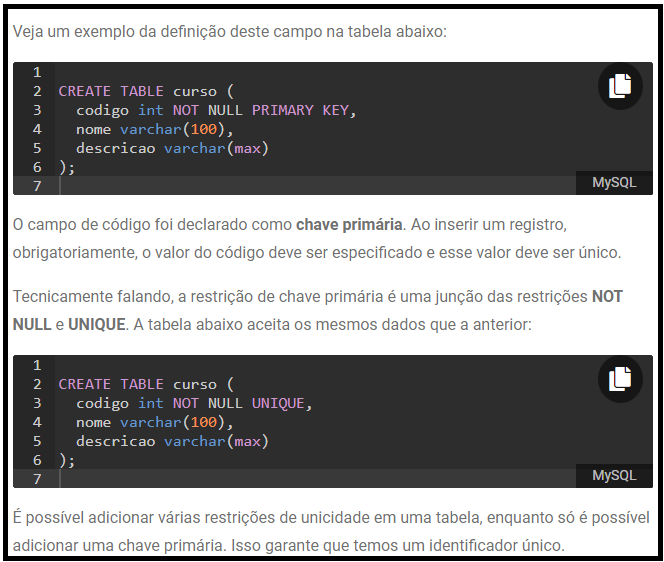 Veja um exemplo da definição deste campo na tabela abaixo:
1
2 CREATE TABLE curso (
3 codigo int NOT NULL PRIMARY KEY,
4 nome varchar(100),
5 descricao varchar(max)
6 );
7
MySQL
O campo de código foi declarado como chave primária. Ao inserir um registro,
obrigatoriamente, o valor do código deve ser especificado e esse valor deve ser único.
Tecnicamente falando, a restrição de chave primária é uma junção das restrições NOT
NULL e UNIQUE. A tabela abaixo aceita os mesmos dados que a anterior:
1
2 CREATE TABLE curso (
3 codigo int NOT NULL UNIQUE,
4 nome varchar(100),
5 descricao varchar(max)
6 );
7
MySQL
É possível adicionar várias restrições de unicidade em uma tabela, enquanto só é possível
adicionar uma chave primária. Isso garante que temos um identificador único.